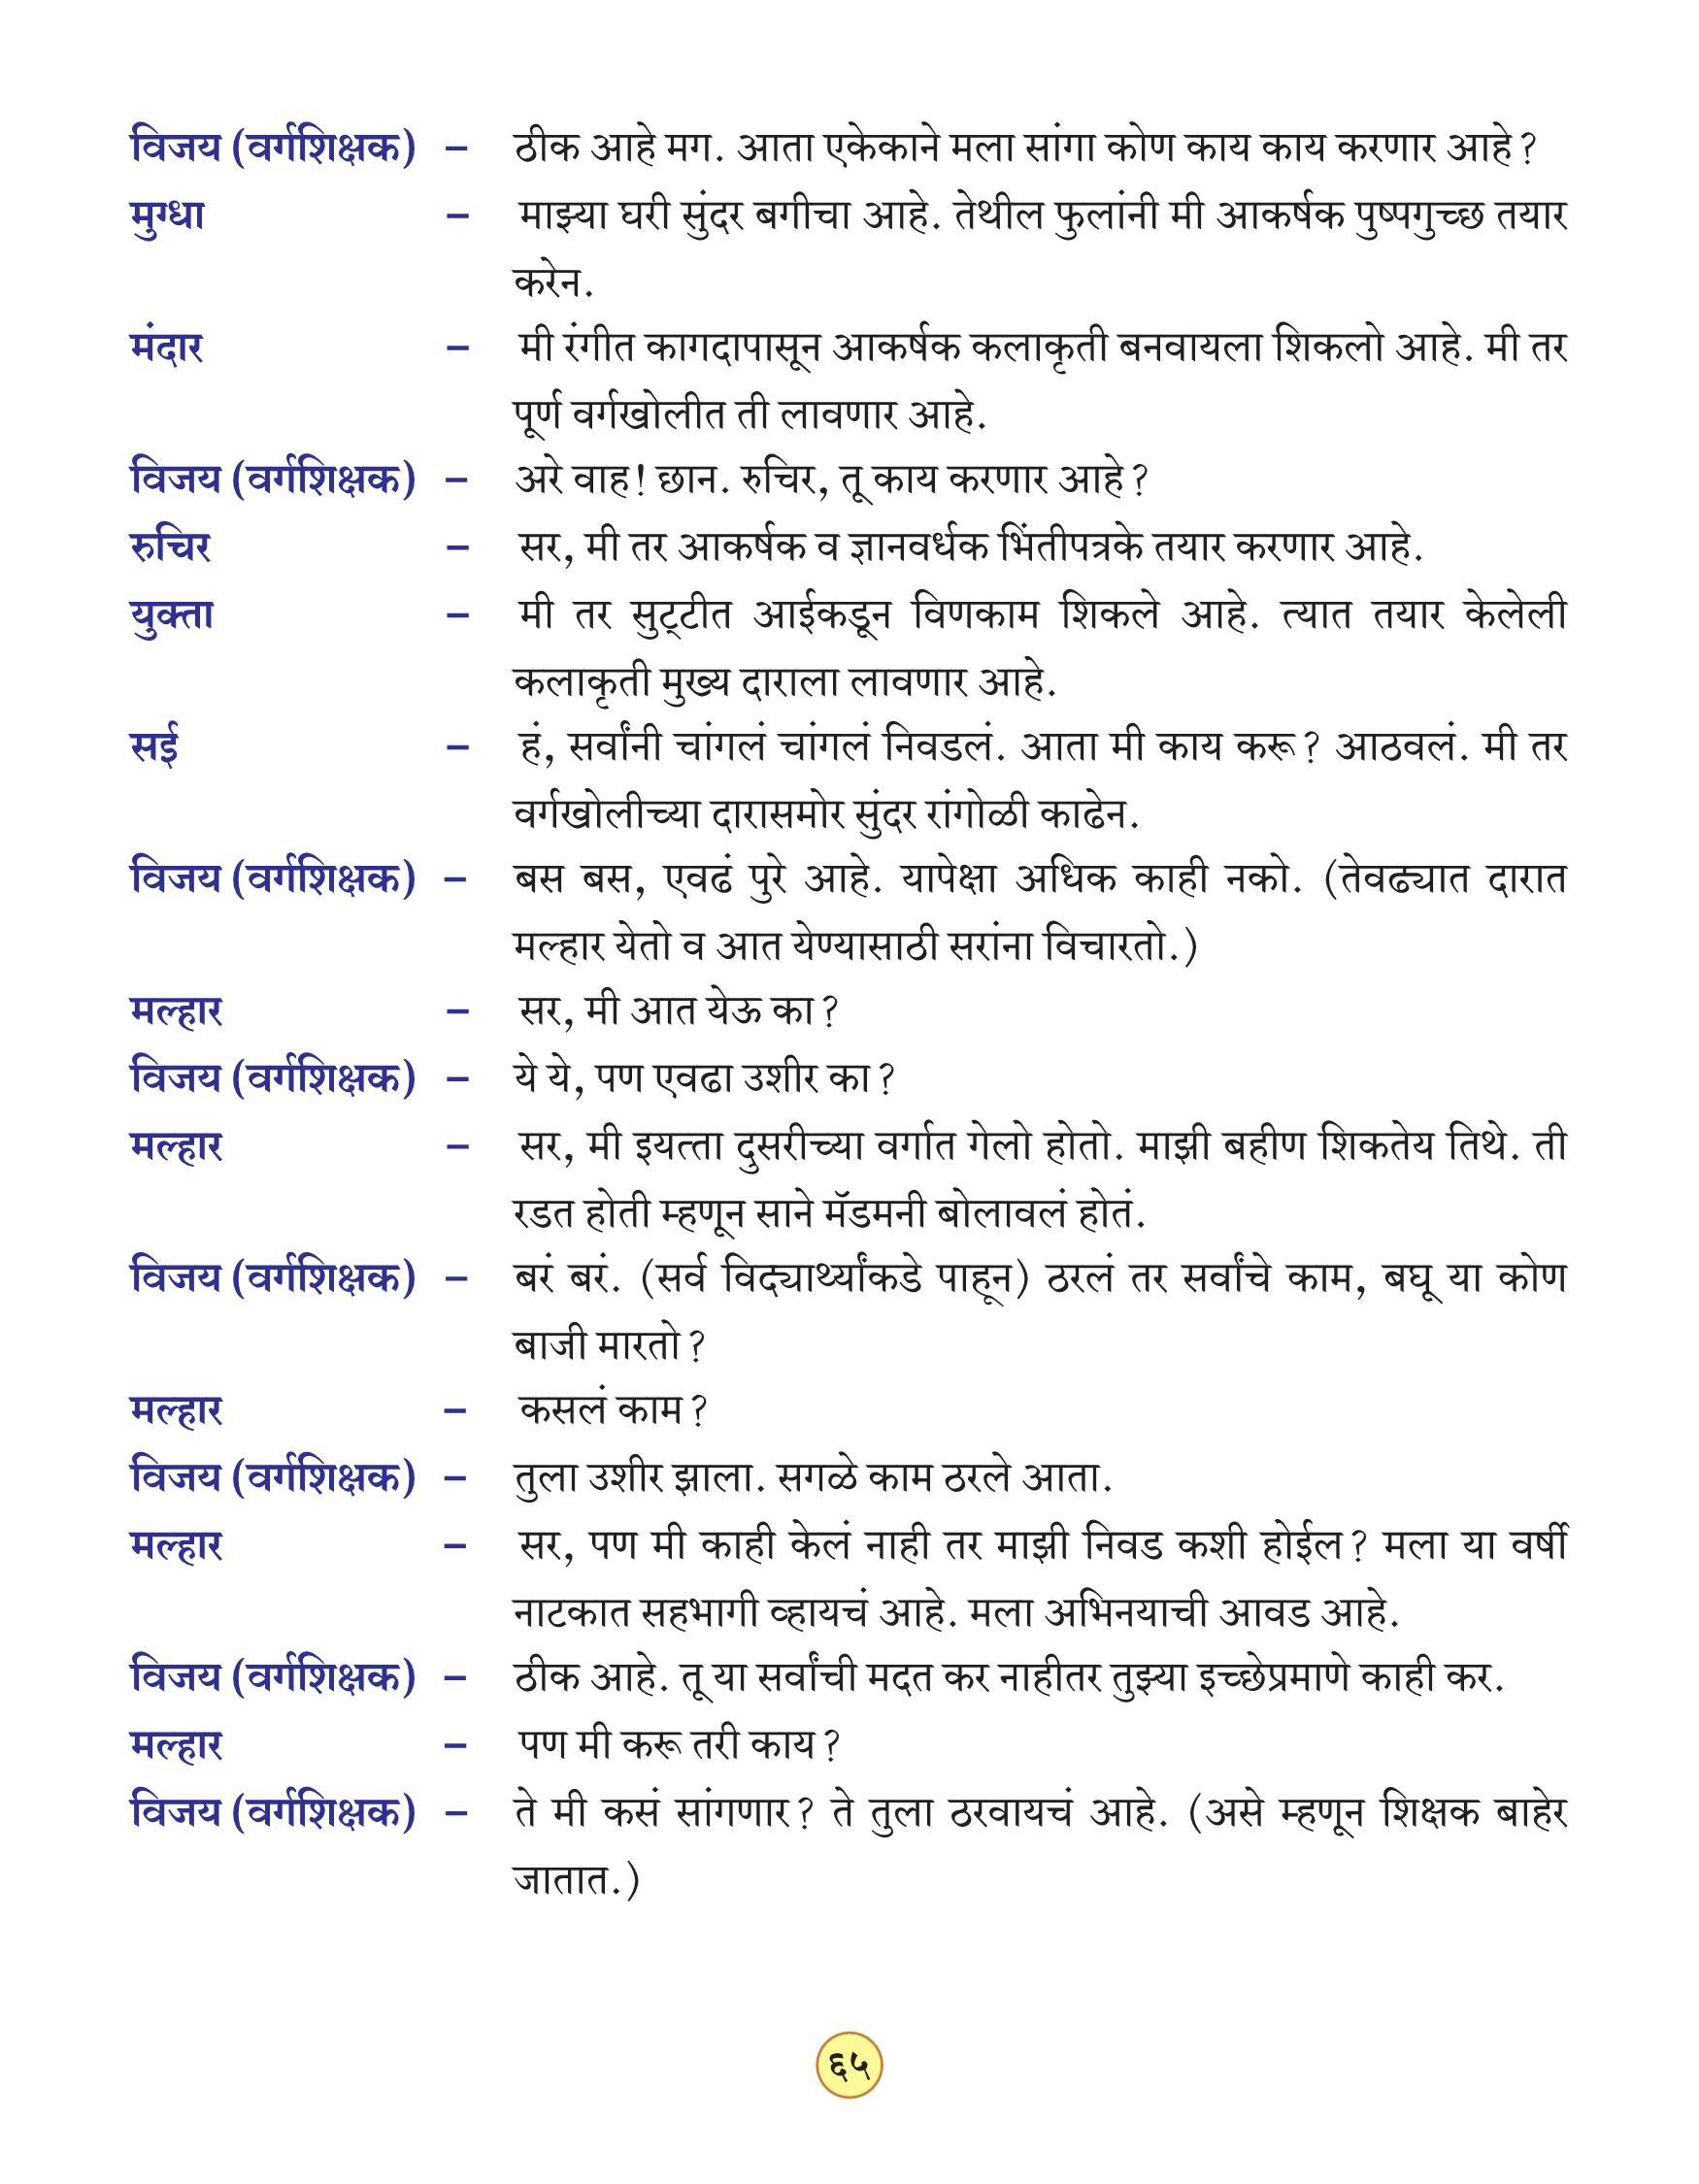 विजय (वर्गशिक्षक) – ठीक आहे मग. आता एकेकाने मला सांगा कोण काय काय करणार आहे?
मुग्धा – माझ्या घरी सुंदर बगीचा आहे. तेथील फुलांनी मी आकर्षक पुष्पगुच्छ तयार
करेन.
मंदार – मी रंगीत कागदापासून आकर्षक कलाकृती बनवायला शिकलो आहे. मी तर
पूर्ण वर्गखोलीत ती लावणार आहे.
विजय (वर्गशिक्षक) – अरे वाह! छान. रुचिर, तू काय करणार आहे?
रुचिर – सर, मी तर आकर्षक व ज्ञानवर्धक भिंतीपत्रके तयार करणार आहे.
युक्ता – मी तर सुट्टीत आईकडून विणकाम शिकले आहे. त्यात तयार केलेली
कलाकृती मुख्य दाराला लावणार आहे.
सई – हं, सर्वांनी चांगलं चांगलं निवडलं. आता मी काय करू? आठवलं. मी तर
वर्गखोलीच्या दारासमोर सुंदर रांगोळी काढेन.
विजय (वर्गशिक्षक) – बस बस, एवढं पुरे आहे. यापेक्षा अधिक काही नको. (तेवढ्यात दारात
मल्हार येतो व आत येण्यासाठी सरांना विचारतो.)
मल्हार – सर, मी आत येऊ का?
विजय (वर्गशिक्षक) – ये ये, पण एवढा उशीर का?
मल्हार – सर, मी इयत्ता दुसरीच्या वर्गात गेलो होतो. माझी बहीण शिकतेय तिथे. ती
रडत होती म्हणून साने मॅडमनी बोलावलं होतं.
विजय (वर्गशिक्षक) – बरं बरं. (सर्व विद्यार्थ्यांकडे पाहून) ठरलं तर सर्वांचे काम, बघू या कोण
बाजी मारतो?
मल्हार – कसलं काम?
विजय (वर्गशिक्षक) – तुला उशीर झाला. सगळे काम ठरले आता.
मल्हार – सर, पण मी काही केलं नाही तर माझी निवड कशी होईल? मला या वर्षी
नाटकात सहभागी व्हायचं आहे. मला अभिनयाची आवड आहे.
विजय (वर्गशिक्षक) – ठीक आहे. तू या सर्वांची मदत कर नाहीतर तुझ्या इच्छेप्रमाणे काही कर.
मल्हार – पण मी करू तरी काय?
विजय (वर्गशिक्षक) – ते मी कसं सांगणार? ते तुला ठरवायचं आहे. (असे म्हणून शिक्षक बाहेर
जातात.)
६५